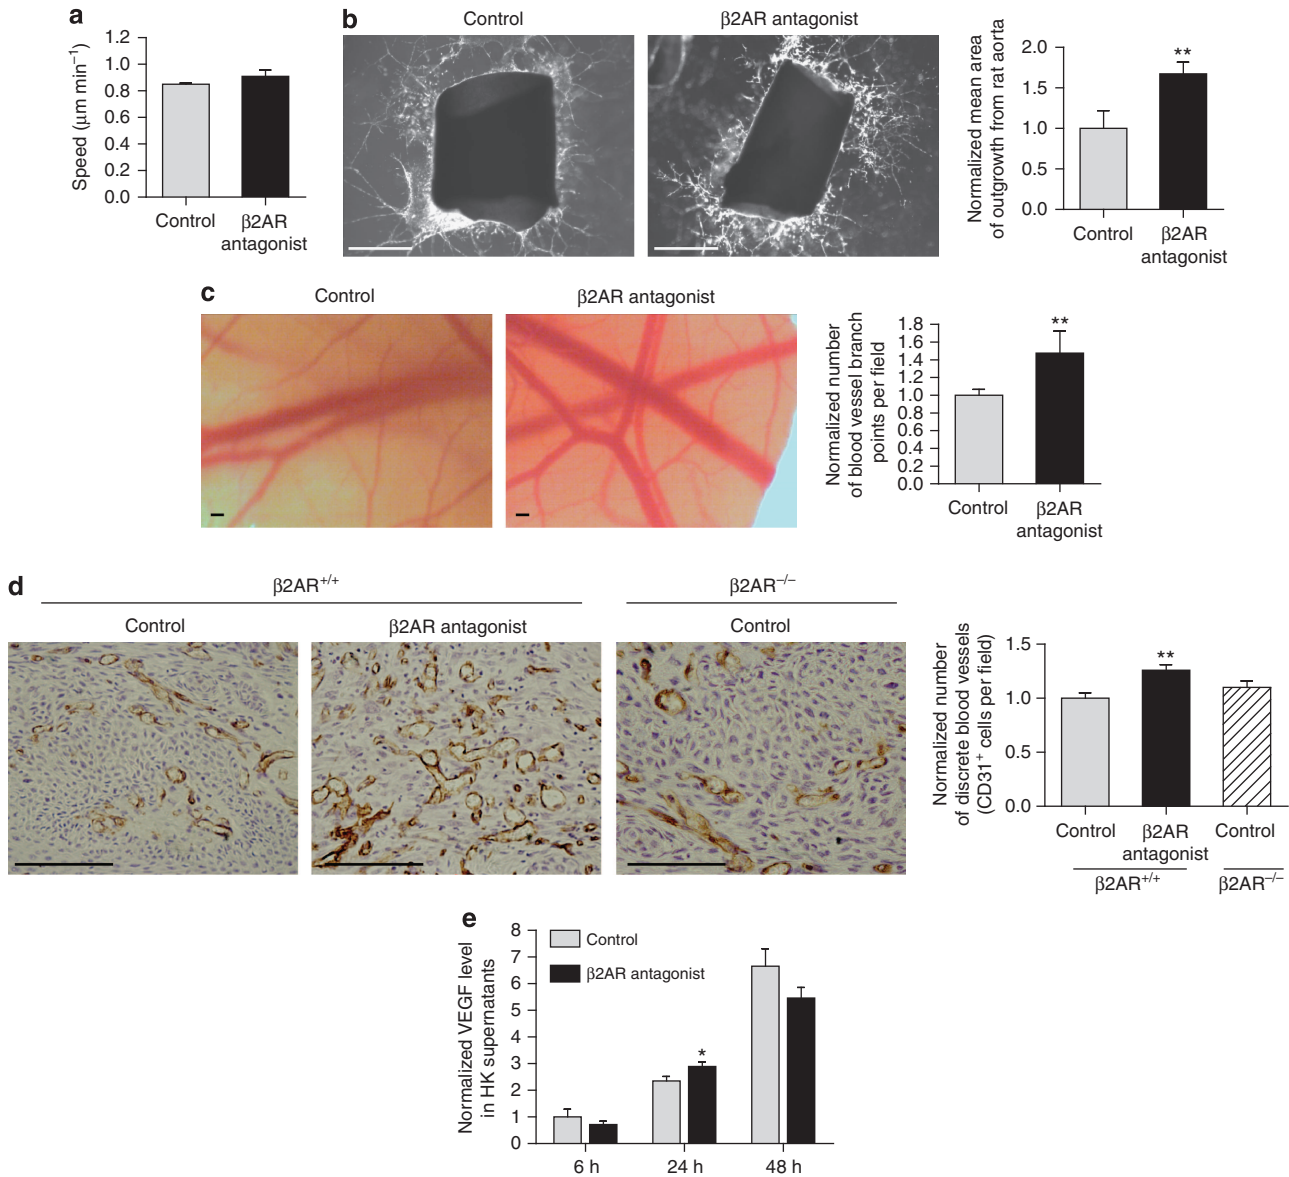 a
Speed (μm min⁻¹)
1.2
1.0
0.8
0.6
0.4
0.2
0.0
Control
β2AR
antagonist
b
Control
β2AR antagonist
Normalized mean area
of outgrowth from rat aorta
2.0
1.5
1.0
0.5
0.0
**
Control
β2AR
antagonist
c
Control
β2AR antagonist
Normalized number
of blood vessel branch
points per field
1.8
1.6
1.4
1.2
1.0
0.8
0.6
0.4
0.2
0.0
**
Control
β2AR
antagonist
d
β2AR⁺/⁺
β2AR⁻/⁻
Control
β2AR antagonist
Control
Normalized number
of discrete blood vessels
(CD31⁺ cells per field)
1.5
1.0
0.5
0.0
**
Control
β2AR
antagonist
Control
β2AR⁺/⁺
β2AR⁻/⁻
e
Normalized VEGF level
in HK supernatants
8
7
6
5
4
3
2
1
0
Control
β2AR antagonist
*
6 h
24 h
48 h